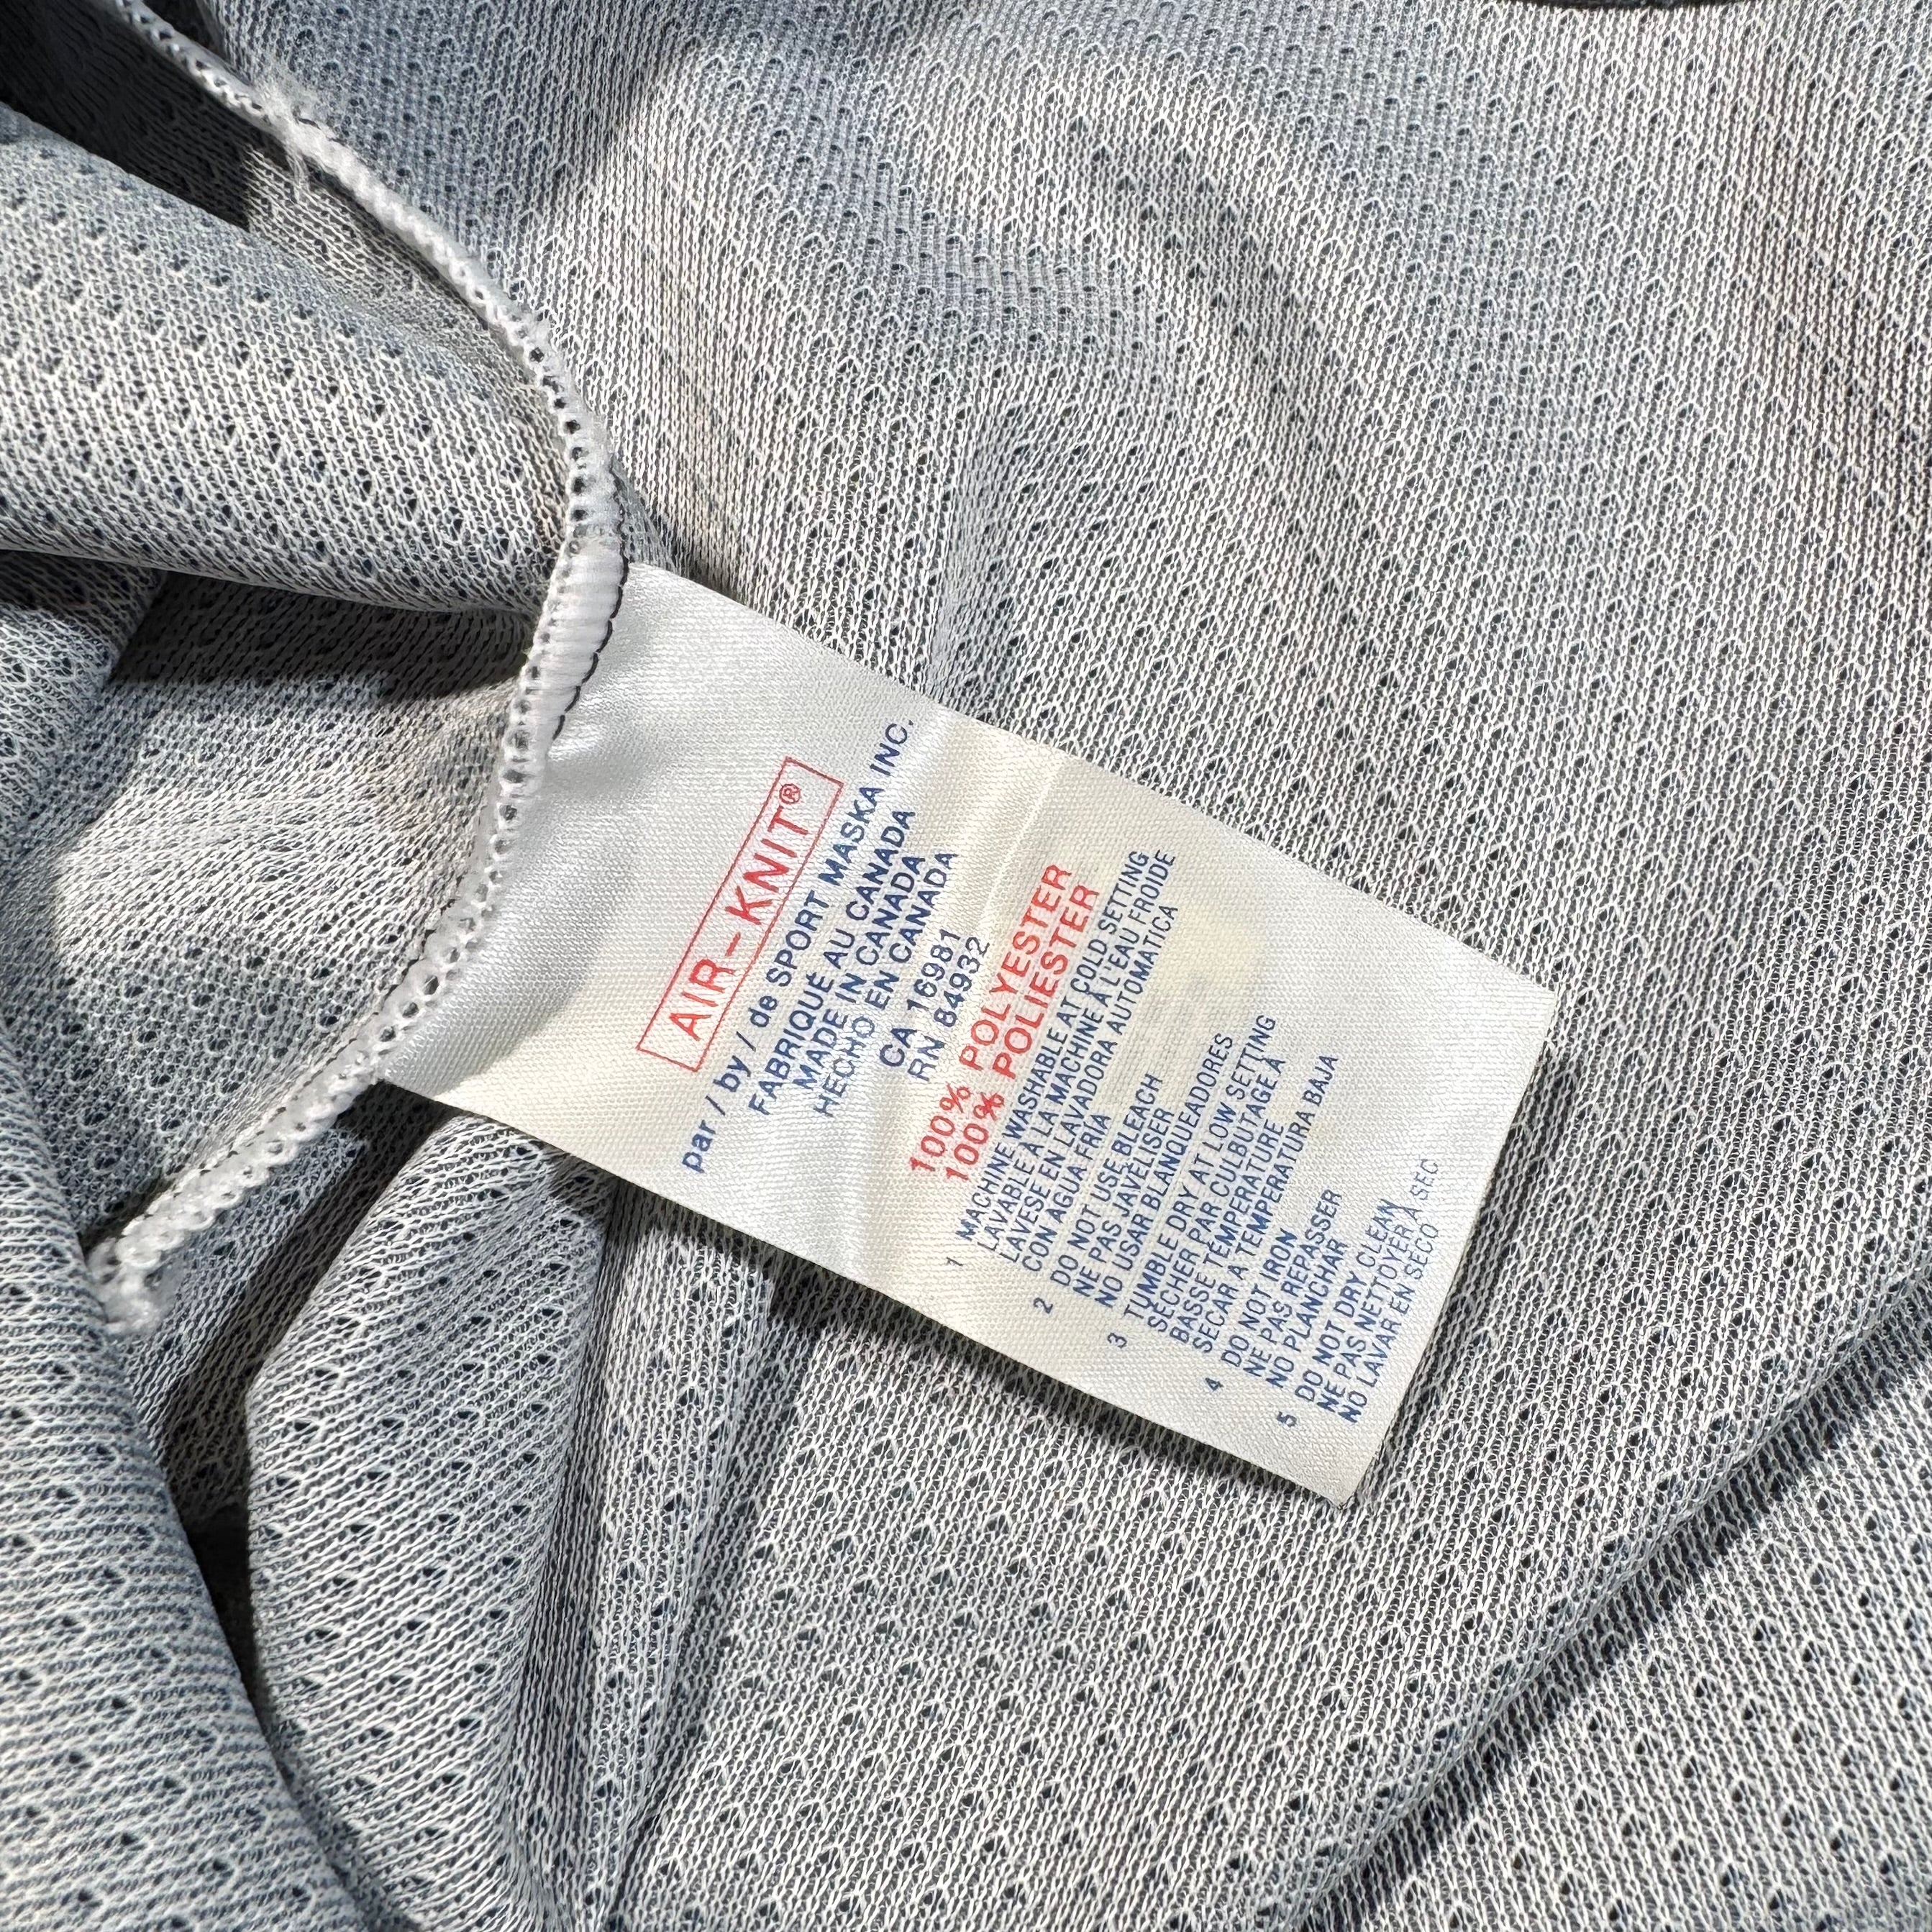 AIR-KNIT®
par / by / de SPORT MASKA INC.
FABRIQUÉ AU CANADA
MADE IN CANADA
HECHO EN CANADA
CA 16981
RN 84932
100% POLYESTER
100% POLIESTER
1 MACHINE WASHABLE AT COLD SETTING
LAVABLE À LA MACHINE À L'EAU FROIDE
LAVESE EN LAVADORA AUTOMATICA
CON AGUA FRÍA
2 DO NOT USE BLEACH
NE PAS JAVÉLISER
NO USAR BLANQUEADORES
3 TUMBLE DRY AT LOW SETTING
SÉCHER PAR CULBUTAGE À
BASSE TEMPÉRATURE
SECAR A TEMPERATURA BAJA
4 DO NOT IRON
NE PAS REPASSER
NO PLANCHAR
5 DO NOT DRY CLEAN
NE PAS NETTOYER À SEC
NO LAVAR EN SECO